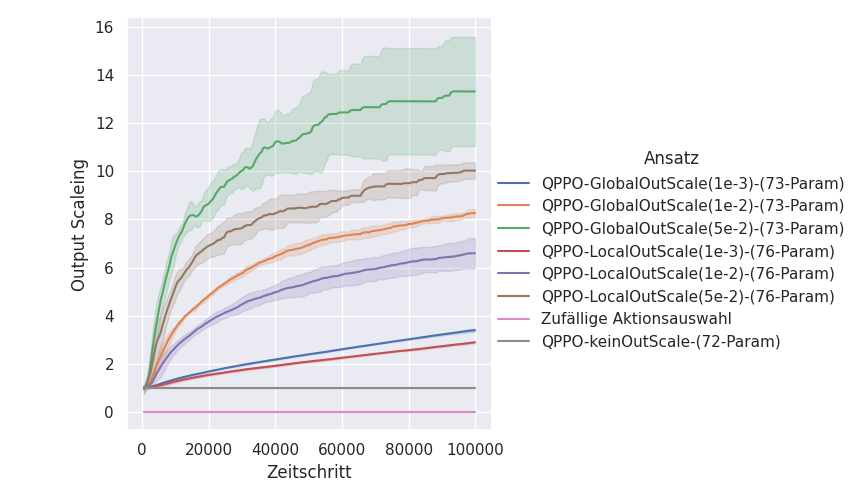 16
14
12
10
8
6
4
2
0
Output Scaleing
0 20000 40000 60000 80000 100000
Zeitschritt
Ansatz
QPPO-GlobalOutScale(1e-3)-(73-Param)
QPPO-GlobalOutScale(1e-2)-(73-Param)
QPPO-GlobalOutScale(5e-2)-(73-Param)
QPPO-LocalOutScale(1e-3)-(76-Param)
QPPO-LocalOutScale(1e-2)-(76-Param)
QPPO-LocalOutScale(5e-2)-(76-Param)
Zufällige Aktionsauswahl
QPPO-keinOutScale-(72-Param)